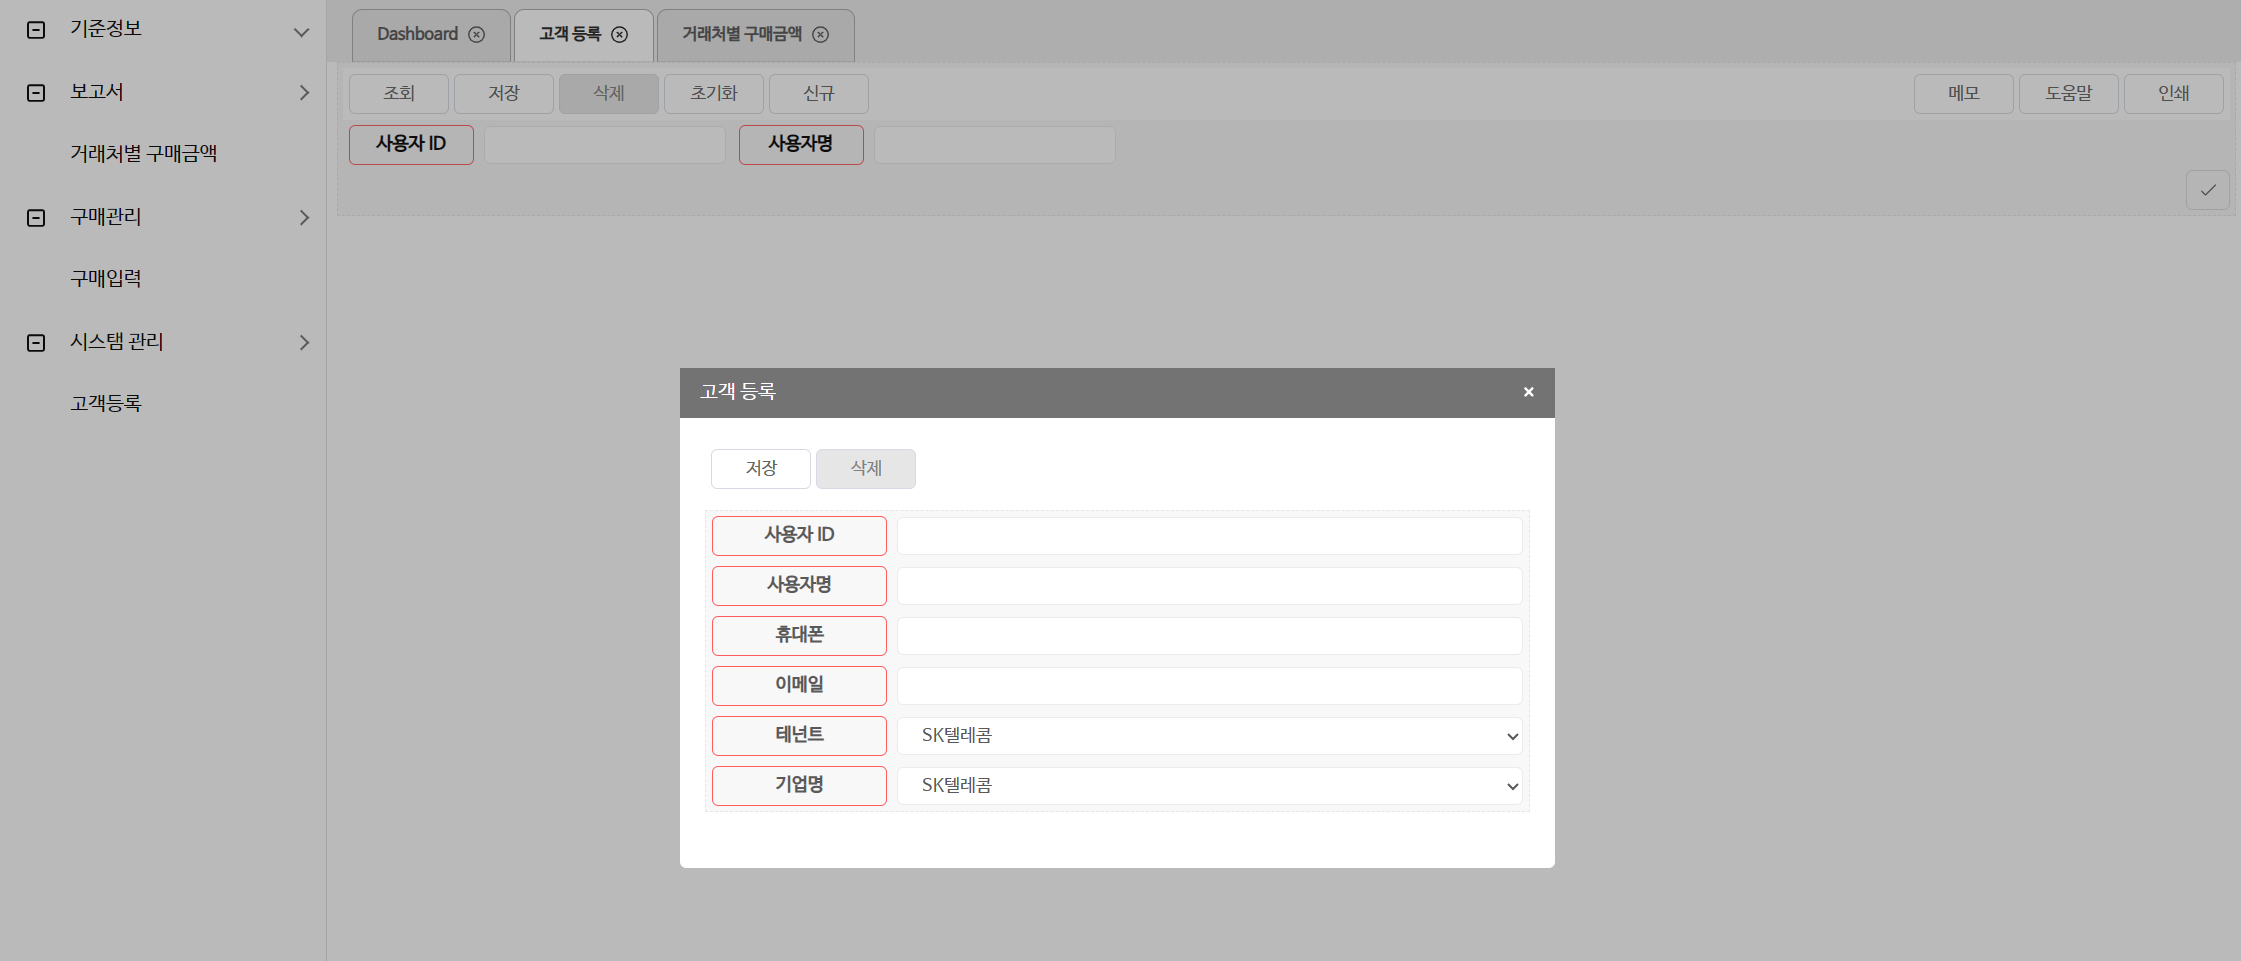 기준정보
보고서
거래처별 구매금액
구매관리
구매입력
시스템 관리
고객등록
Dashboard 고객 등록 거래처별 구매금액
조회 저장 삭제 초기화 신규 메모 도움말 인쇄
사용자 ID 사용자명
고객 등록
저장 삭제
사용자 ID
사용자명
휴대폰
이메일
테넌트 SK텔레콤
기업명 SK텔레콤